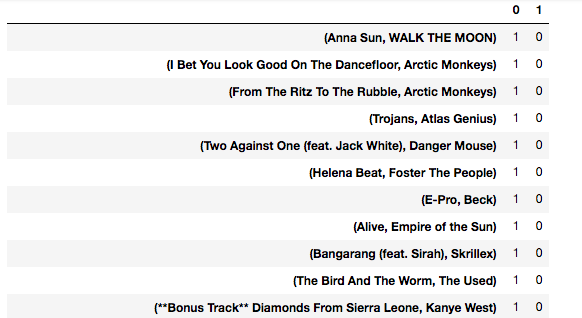 0 1
(Anna Sun, WALK THE MOON) 1 0
(I Bet You Look Good On The Dancefloor, Arctic Monkeys) 1 0
(From The Ritz To The Rubble, Arctic Monkeys) 1 0
(Trojans, Atlas Genius) 1 0
(Two Against One (feat. Jack White), Danger Mouse) 1 0
(Helena Beat, Foster The People) 1 0
(E-Pro, Beck) 1 0
(Alive, Empire of the Sun) 1 0
(Bangarang (feat. Sirah), Skrillex) 1 0
(The Bird And The Worm, The Used) 1 0
(**Bonus Track** Diamonds From Sierra Leone, Kanye West) 1 0